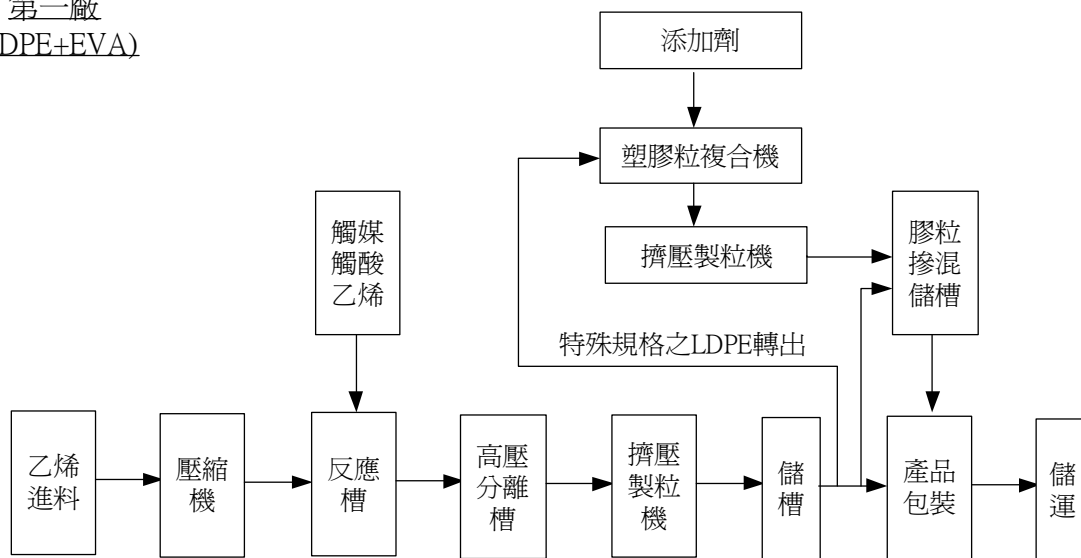 第一廠
DPE+EVA)
添加劑
塑膠粒複合機
擠壓製粒機
觸媒
觸酸
乙烯
膠粒
摻混
儲槽
特殊規格之LDPE轉出
乙烯
進料
壓縮
機
反應
槽
高壓
分離
槽
擠壓
製粒
機
儲
槽
產品
包裝
儲
運